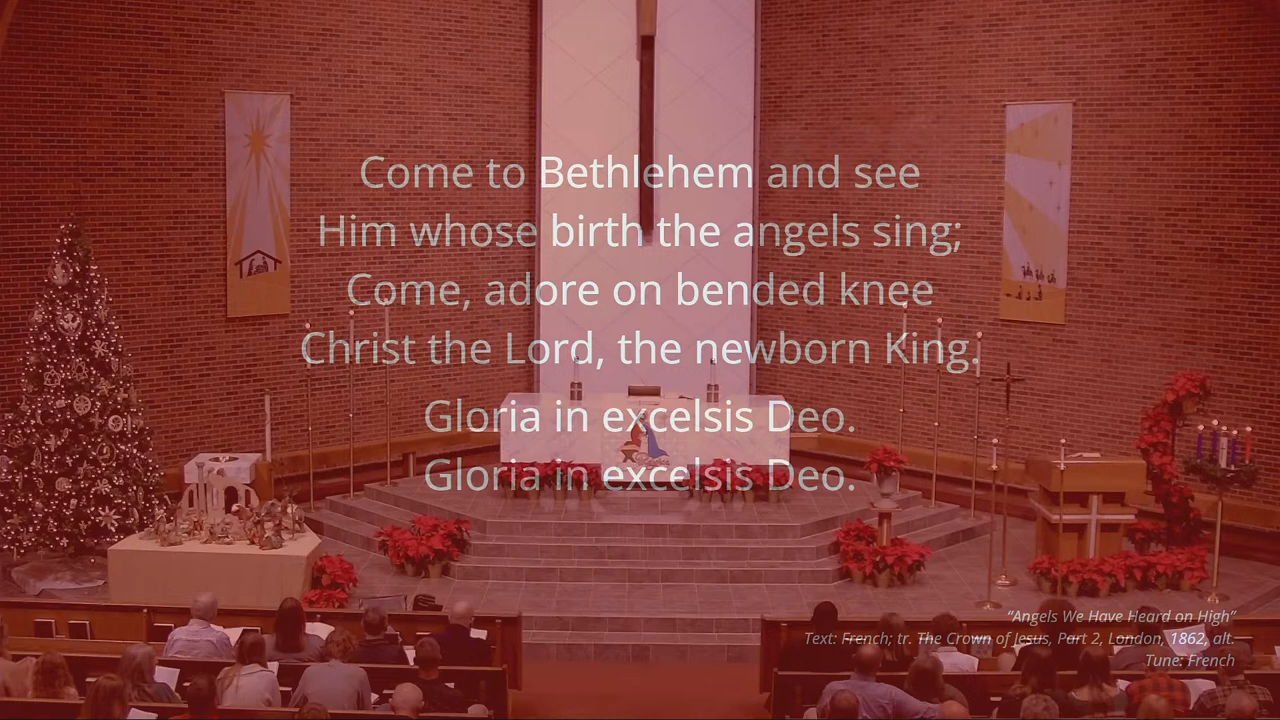 Come to Bethlehem and see
Him whose birth the angels sing;
Come, adore on bended knee
Christ the Lord, the newborn King.
Gloria in excelsis Deo.
Gloria in excelsis Deo.
“Angels We Have Heard on High”
Text: French; tr. The Crown of Jesus, Part 2, London, 1862, alt.
Tune: French